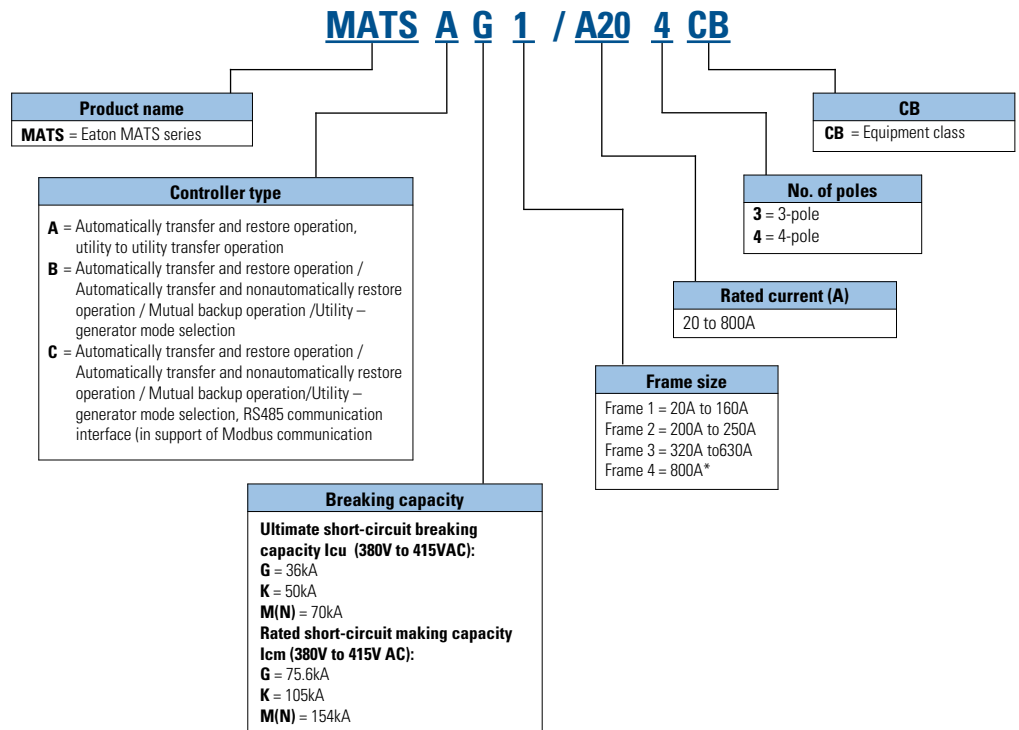 MATS A G 1 / A20 4 CB
Product name
MATS = Eaton MATS series
CB
CB = Equipment class
Controller type
A = Automatically transfer and restore operation,
utility to utility transfer operation
B = Automatically transfer and restore operation /
Automatically transfer and nonautomatically restore
operation / Mutual backup operation /Utility –
generator mode selection
C = Automatically transfer and restore operation /
Automatically transfer and nonautomatically restore
operation / Mutual backup operation/Utility –
generator mode selection, RS485 communication
interface (in support of Modbus communication
No. of poles
3 = 3-pole
4 = 4-pole
Rated current (A)
20 to 800A
Frame size
Frame 1 = 20A to 160A
Frame 2 = 200A to 250A
Frame 3 = 320A to630A
Frame 4 = 800A*
Breaking capacity
Ultimate short-circuit breaking
capacity Icu (380V to 415VAC):
G = 36kA
K = 50kA
M(N) = 70kA
Rated short-circuit making capacity
Icm (380V to 415V AC):
G = 75.6kA
K = 105kA
M(N) = 154kA